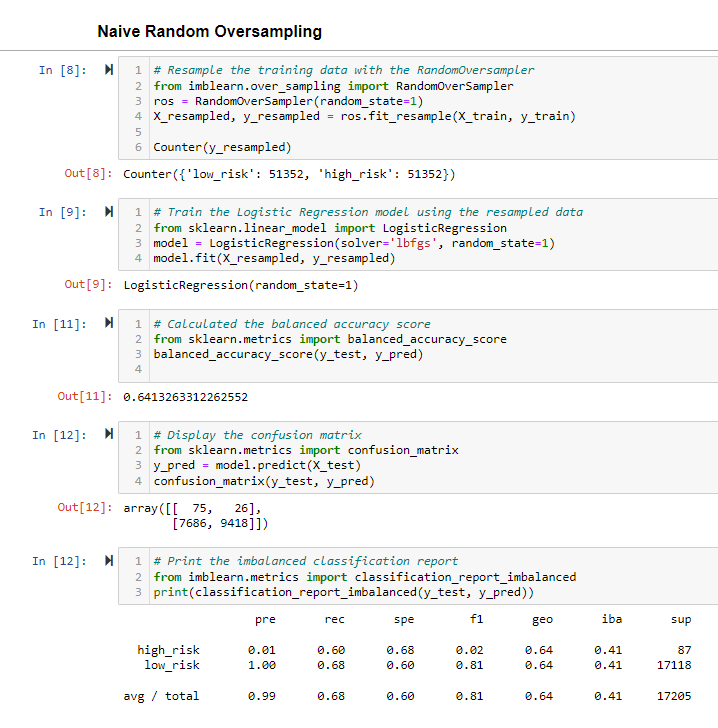 Naive Random Oversampling
In [8]:
1 # Resample the training data with the RandomOversampler
2 from imblearn.over_sampling import RandomOverSampler
3 ros = RandomOverSampler(random_state=1)
4 X_resampled, y_resampled = ros.fit_resample(X_train, y_train)
5
6 Counter(y_resampled)
Out[8]: Counter({'low_risk': 51352, 'high_risk': 51352})
In [9]:
1 # Train the Logistic Regression model using the resampled data
2 from sklearn.linear_model import LogisticRegression
3 model = LogisticRegression(solver='lbfgs', random_state=1)
4 model.fit(X_resampled, y_resampled)
Out[9]: LogisticRegression(random_state=1)
In [11]:
1 # Calculated the balanced accuracy score
2 from sklearn.metrics import balanced_accuracy_score
3 balanced_accuracy_score(y_test, y_pred)
4
Out[11]: 0.6413263312262552
In [12]:
1 # Display the confusion matrix
2 from sklearn.metrics import confusion_matrix
3 y_pred = model.predict(X_test)
4 confusion_matrix(y_test, y_pred)
Out[12]: array([[  75,   26],
[7686, 9418]])
In [12]:
1 # Print the imbalanced classification report
2 from imblearn.metrics import classification_report_imbalanced
3 print(classification_report_imbalanced(y_test, y_pred))
pre rec spe f1 geo iba sup
high_risk 0.01 0.60 0.68 0.02 0.64 0.41 87
low_risk 1.00 0.68 0.60 0.81 0.64 0.41 17118
avg / total 0.99 0.68 0.60 0.81 0.64 0.41 17205